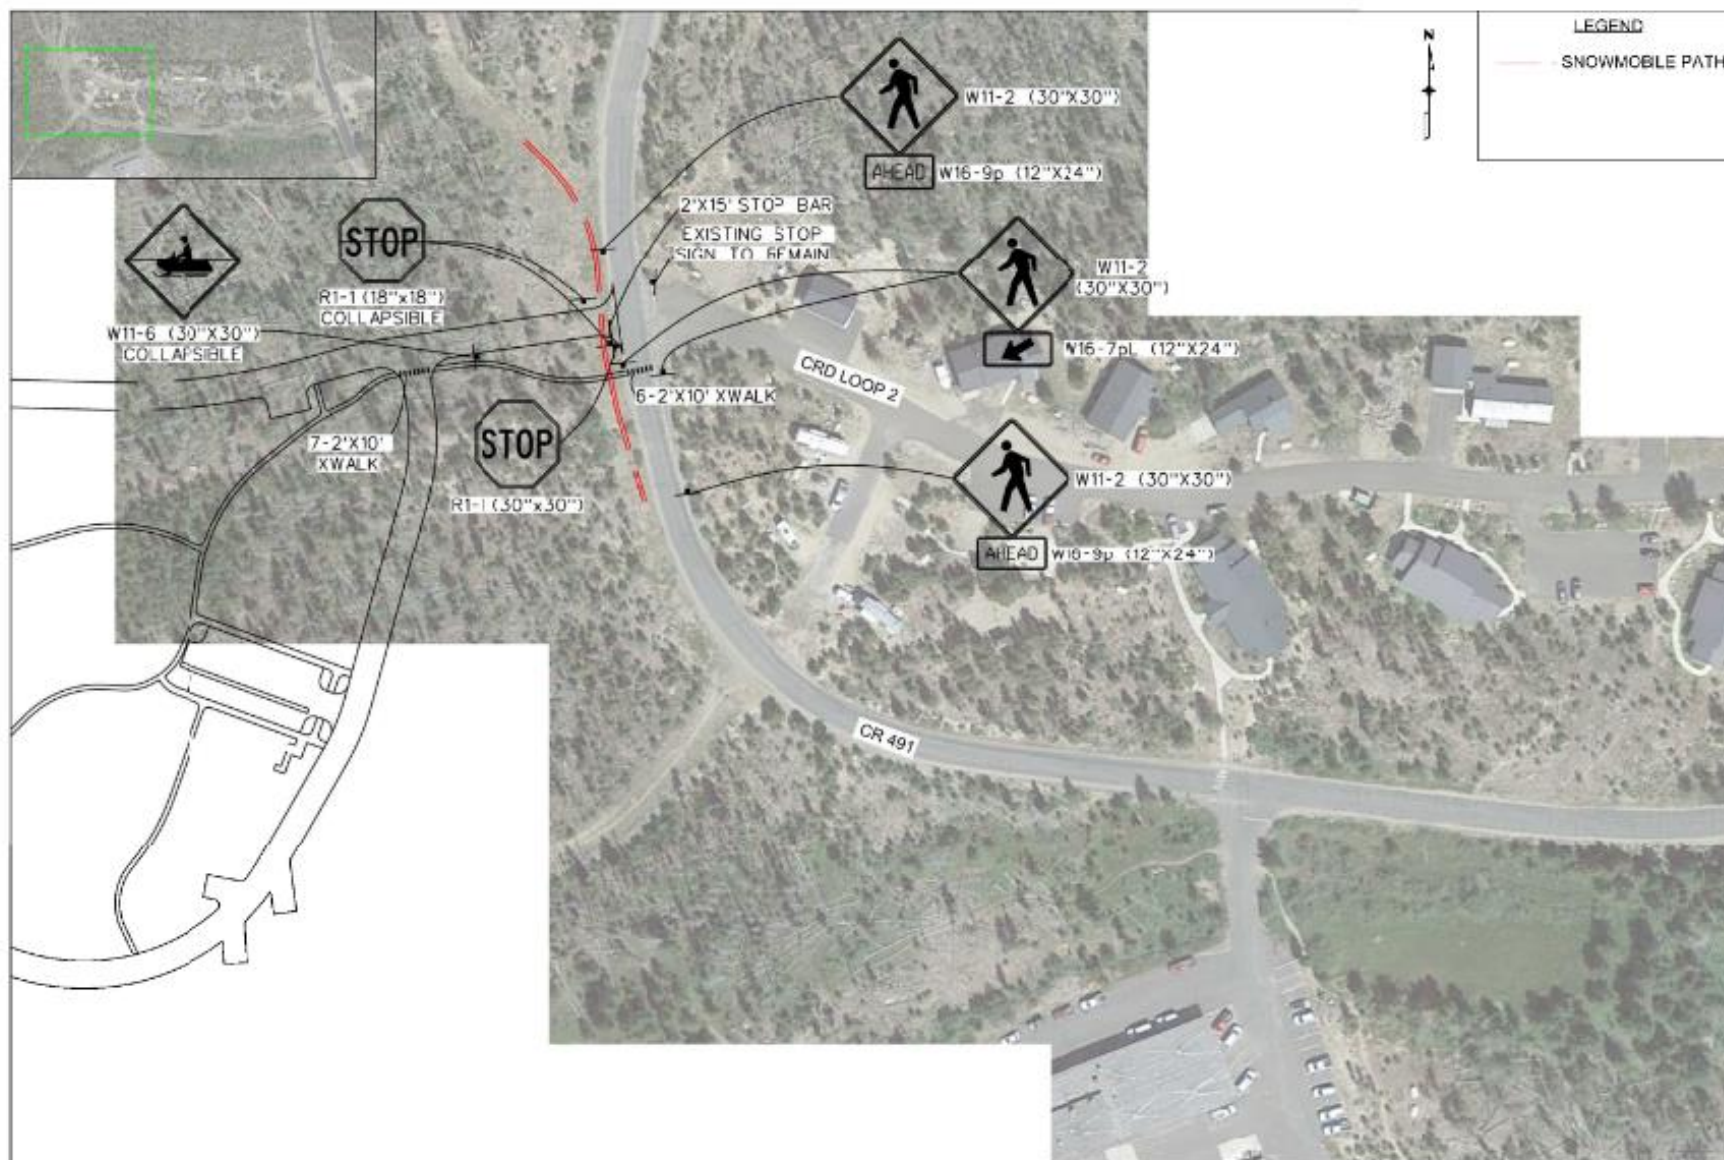 LEGEND
SNOWMOBILE PATH
N
W11-2 (30"X30")
AHEAD
W16-9p (12"X24")
2'X15' STOP BAR
EXISTING STOP
SIGN TO REMAIN
STOP
R1-1 (18"x18")
COLLAPSIBLE
W11-6 (30"X30")
COLLAPSIBLE
W11-2
(30"X30")
W16-7pL (12"X24")
CRD LOOP 2
6-2'X10' XWALK
7-2'X10'
XWALK
STOP
R1-1 (30"x30")
W11-2 (30"X30")
AHEAD
W16-9p (12"X24")
CR 491